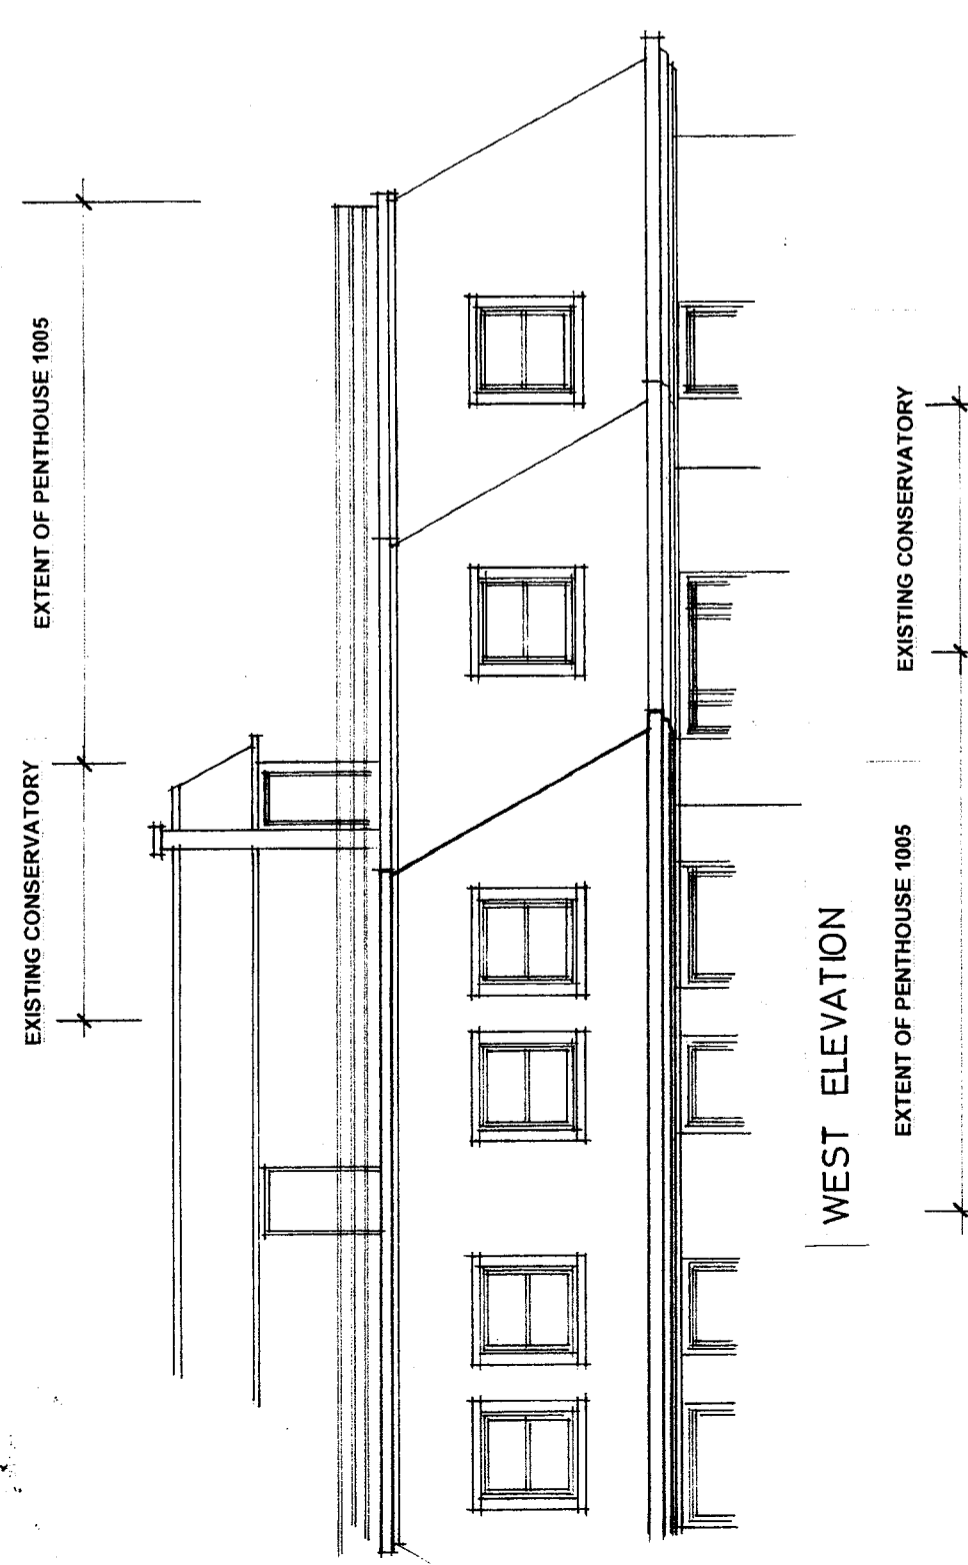 EXISTING CONSERVATORY
EXTENT OF PENTHOUSE 1005
WEST ELEVATION
EXTENT OF PENTHOUSE 1005
EXISTING CONSERVATORY